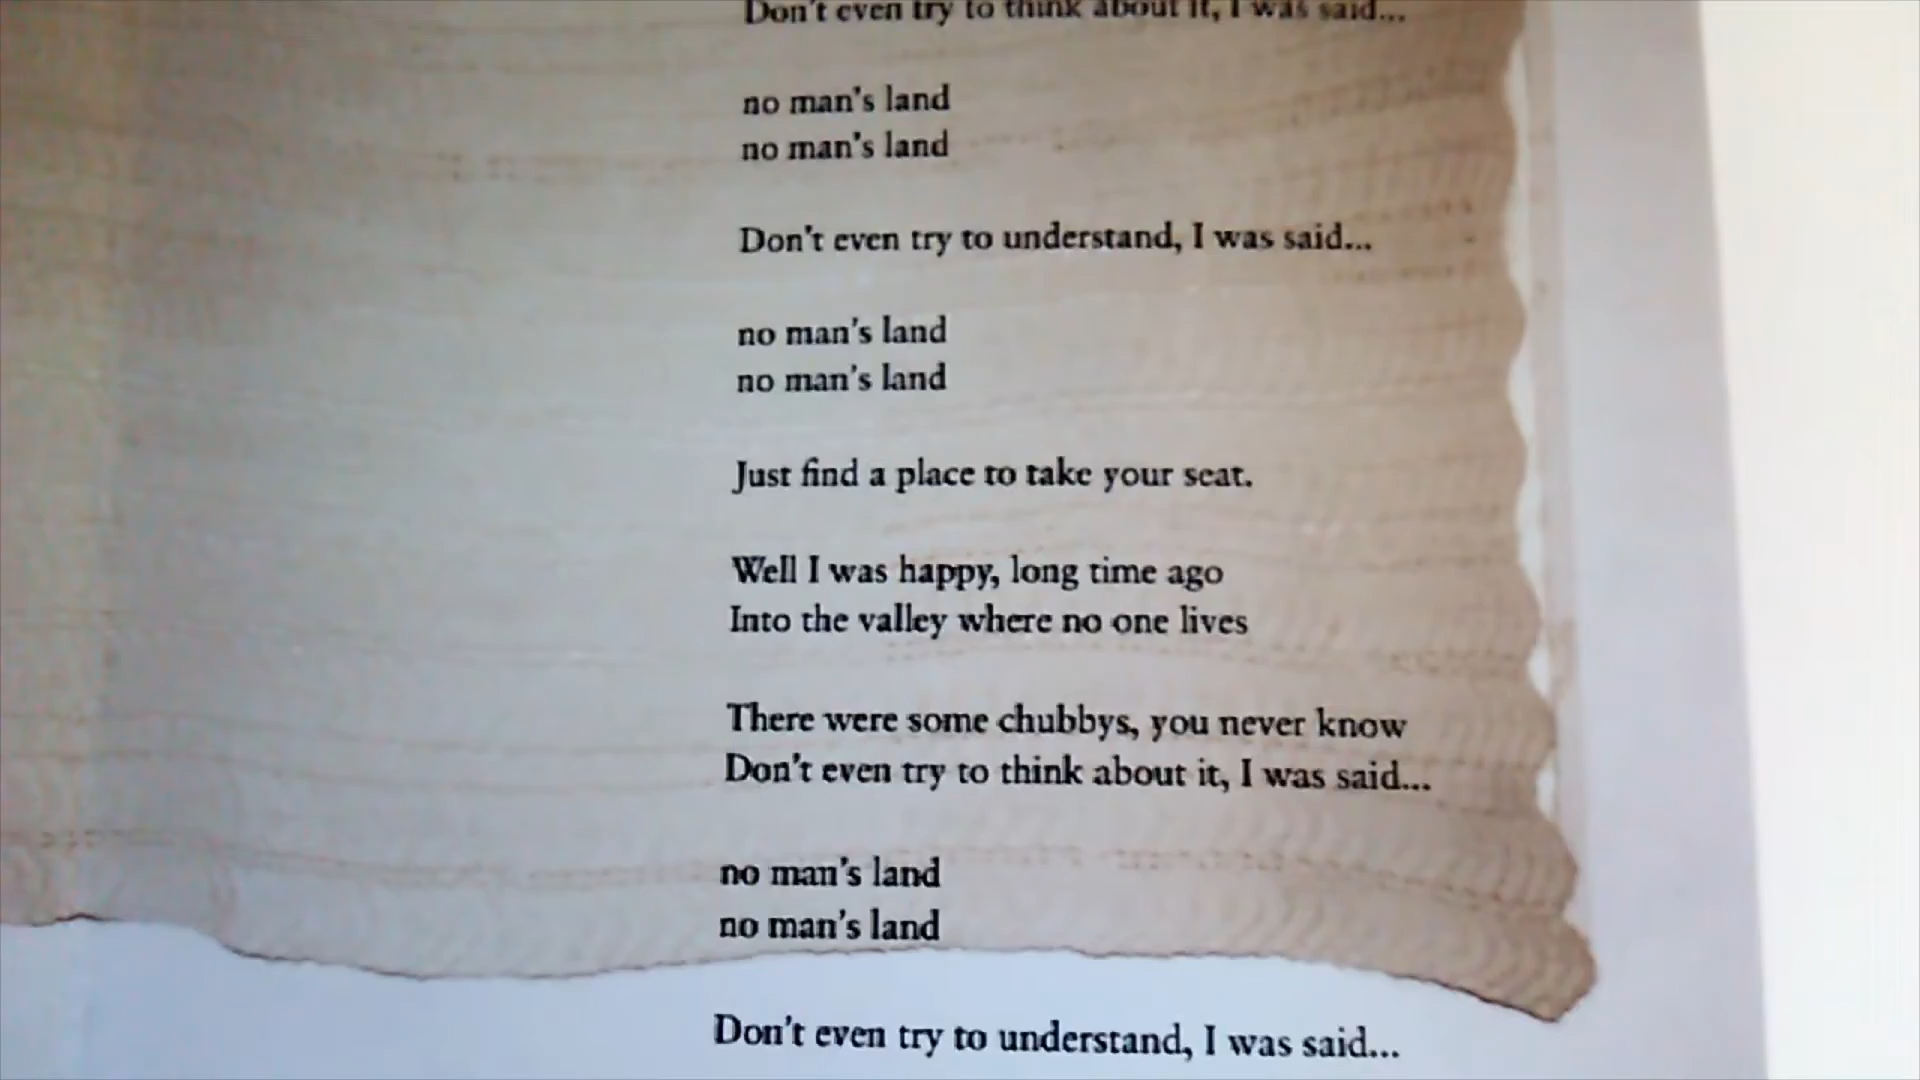 Don't even try to think about it, I was said...
no man's land
no man's land
Don't even try to understand, I was said...
no man's land
no man's land
Just find a place to take your seat.
Well I was happy, long time ago
Into the valley where no one lives
There were some chubbys, you never know
Don't even try to think about it, I was said...
no man's land
no man's land
Don't even try to understand, I was said...